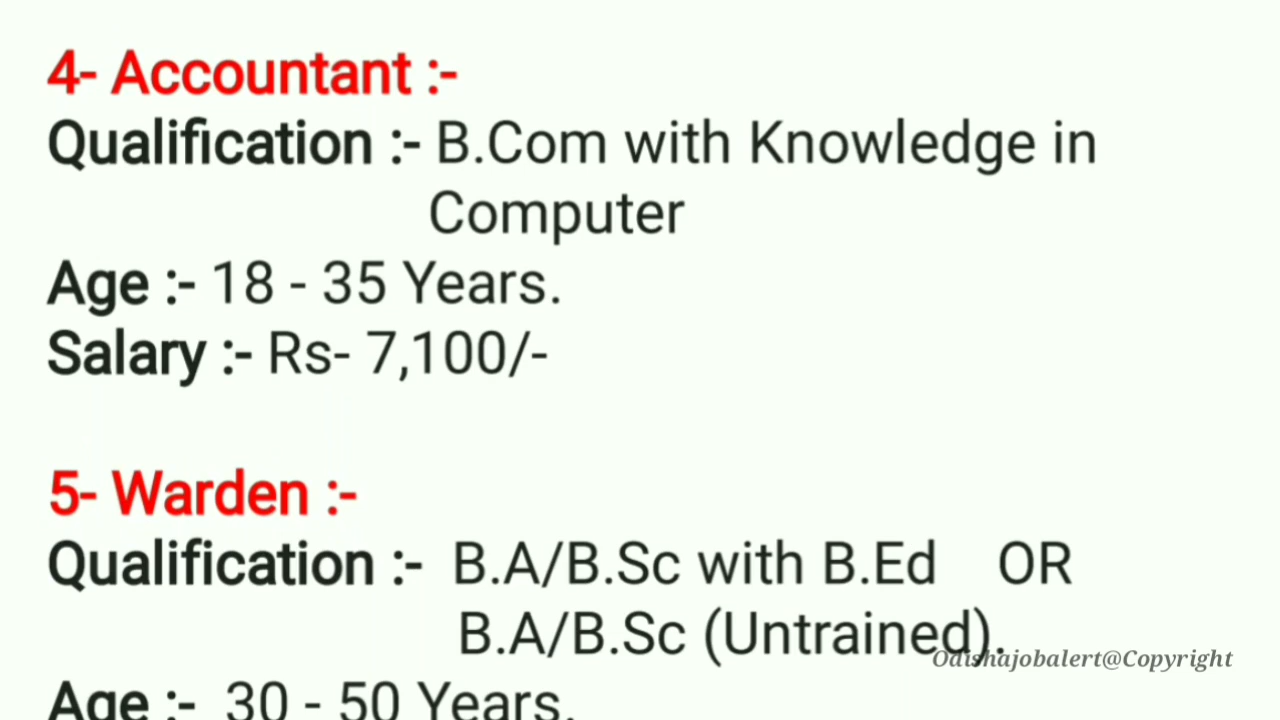 4- Accountant :-
Qualification :- B.Com with Knowledge in
Computer
Age :- 18 - 35 Years.
Salary :- Rs- 7,100/-
5- Warden :-
Qualification :- B.A/B.Sc with B.Ed OR
B.A/B.Sc (Untrained).
Odishajobalert@Copyright
Age :- 30 - 50 Years.